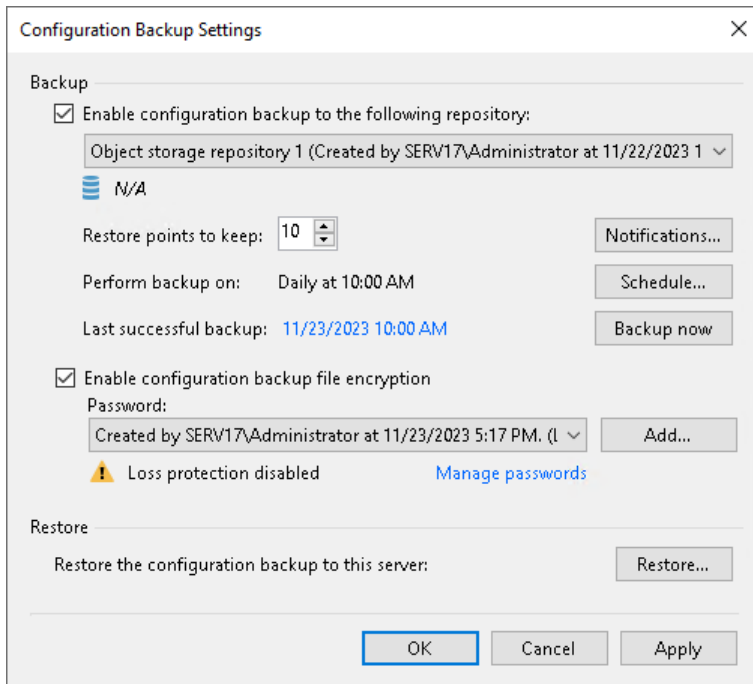 Configuration Backup Settings
Backup
Enable configuration backup to the following repository:
Object storage repository 1 (Created by SERV17\Administrator at 11/22/2023 1
N/A
Restore points to keep: 10 Notifications...
Perform backup on: Daily at 10:00 AM Schedule...
Last successful backup: 11/23/2023 10:00 AM Backup now
Enable configuration backup file encryption
Password:
Created by SERV17\Administrator at 11/23/2023 5:17 PM. (L Add...
Loss protection disabled Manage passwords
Restore
Restore the configuration backup to this server: Restore...
OK Cancel Apply